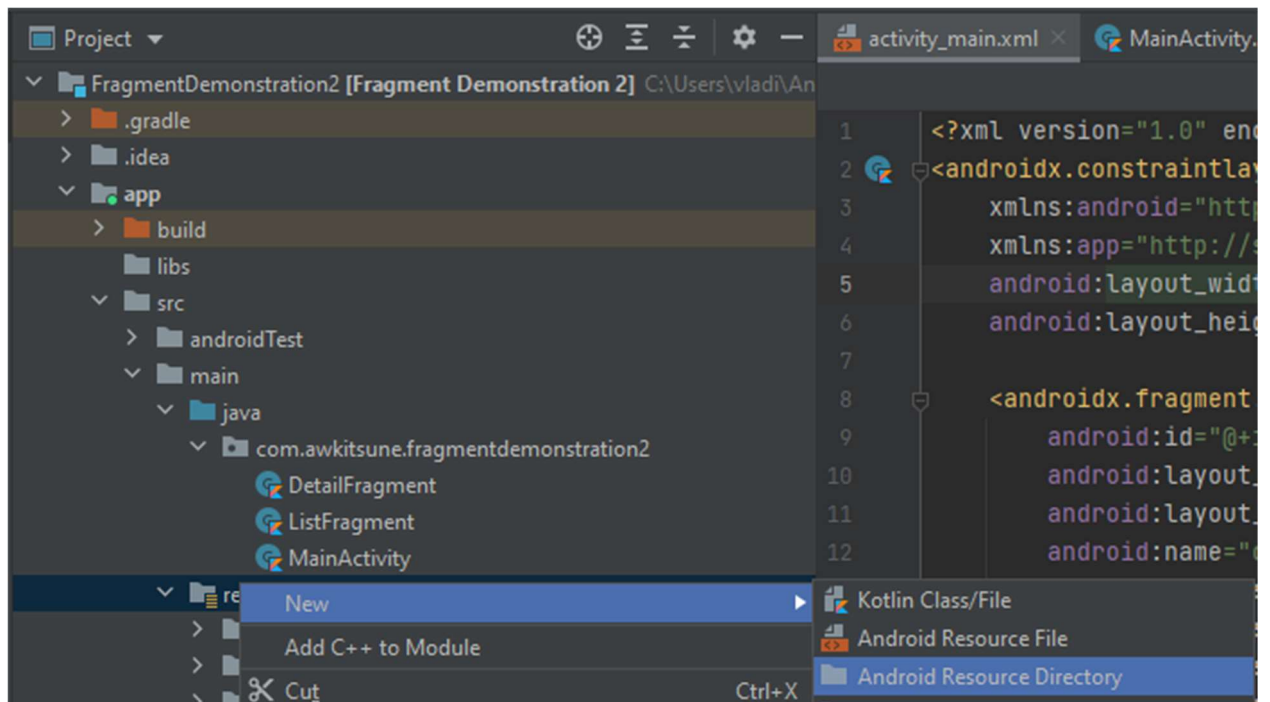 Project
FragmentDemonstration2 [Fragment Demonstration 2] C:\Users\vladi\An
.gradle
.idea
app
build
libs
src
androidTest
main
java
com.awkitsune.fragmentdemonstration2
DetailFragment
ListFragment
MainActivity
re
New
Add C++ to Module
Cut Ctrl+X
activity_main.xml MainActivity.
1 <?xml version="1.0" enc
2 <androidx.constraintlay
3 xmlns:android="http
4 xmlns:app="http://s
5 android:layout_widt
6 android:layout_heig
7
8 <androidx.fragment
9 android:id="@+i
10 android:layout_
11 android:layout_
12 android:name="c
Kotlin Class/File
Android Resource File
Android Resource Directory